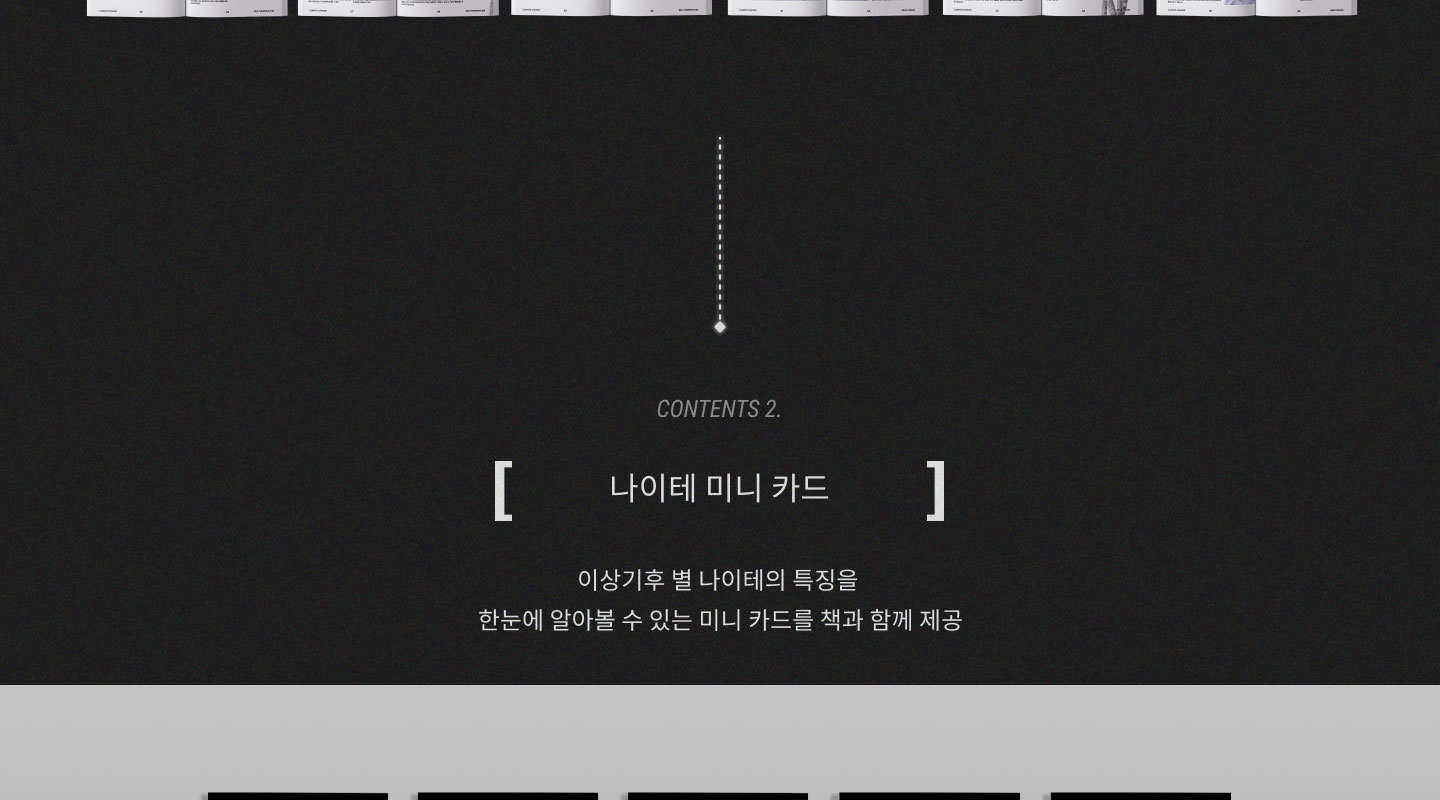 CONTENTS 2.
[ 나이테 미니 카드 ]
이상기후 별 나이테의 특징을
한눈에 알아볼 수 있는 미니 카드를 책과 함께 제공